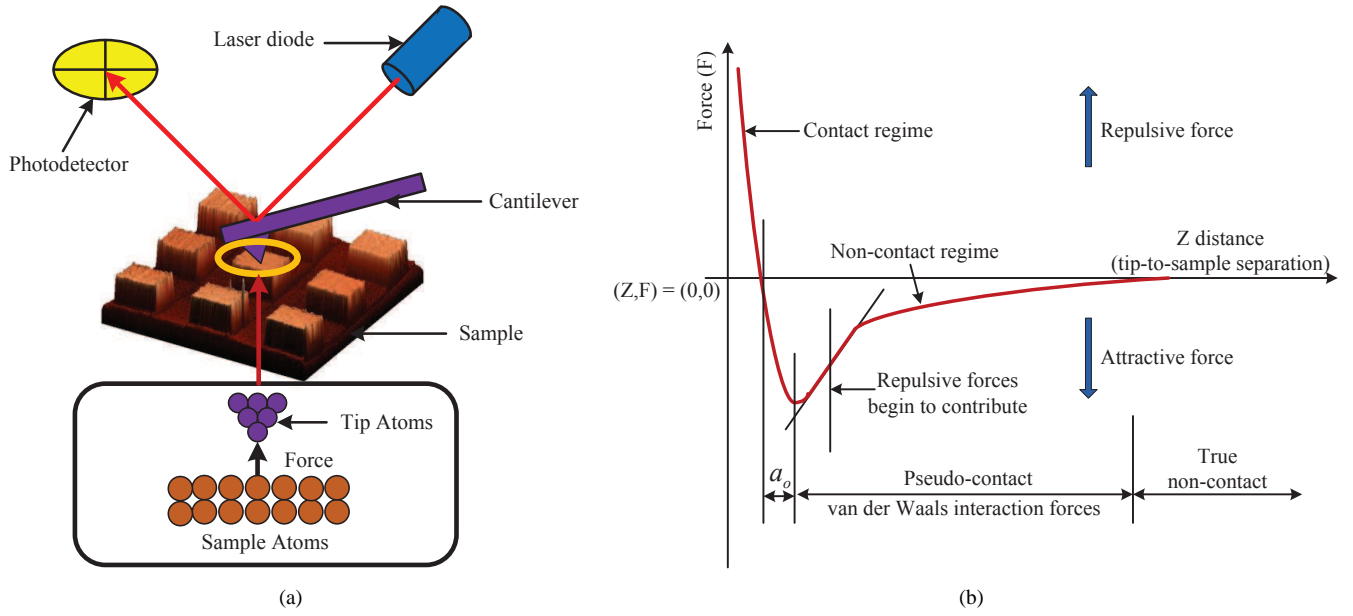 Laser diode
Photodetector
Cantilever
Sample
Tip Atoms
Force
Sample Atoms
(a)
Force (F)
Contact regime
Repulsive force
Z distance
(tip-to-sample separation)
Non-contact regime
(Z,F) = (0,0)
Attractive force
Repulsive forces
begin to contribute
a_o
Pseudo-contact
van der Waals interaction forces
True
non-contact
(b)